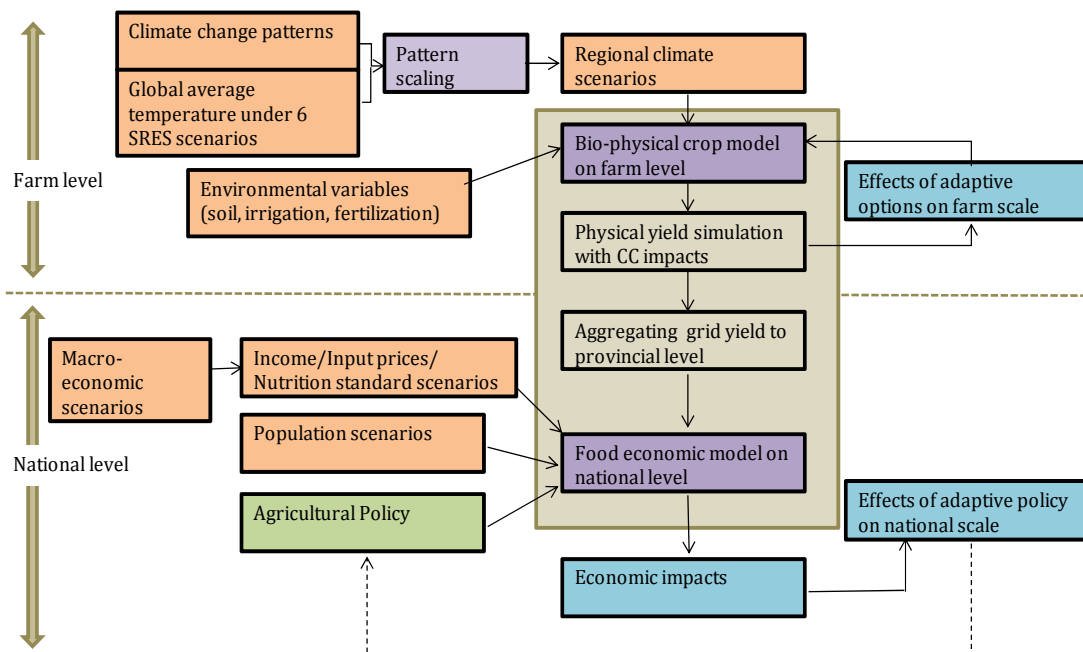 Climate change patterns
Global average
temperature under 6
SRES scenarios
Pattern
scaling
Regional climate
scenarios
Farm level
Environmental variables
(soil, irrigation, fertilization)
Bio-physical crop model
on farm level
Effects of adaptive
options on farm scale
Physical yield simulation
with CC impacts
Aggregating grid yield to
provincial level
Macro-
economic
scenarios
Income/Input prices/
Nutrition standard scenarios
Population scenarios
National level
Food economic model on
national level
Agricultural Policy
Effects of adaptive policy
on national scale
Economic impacts